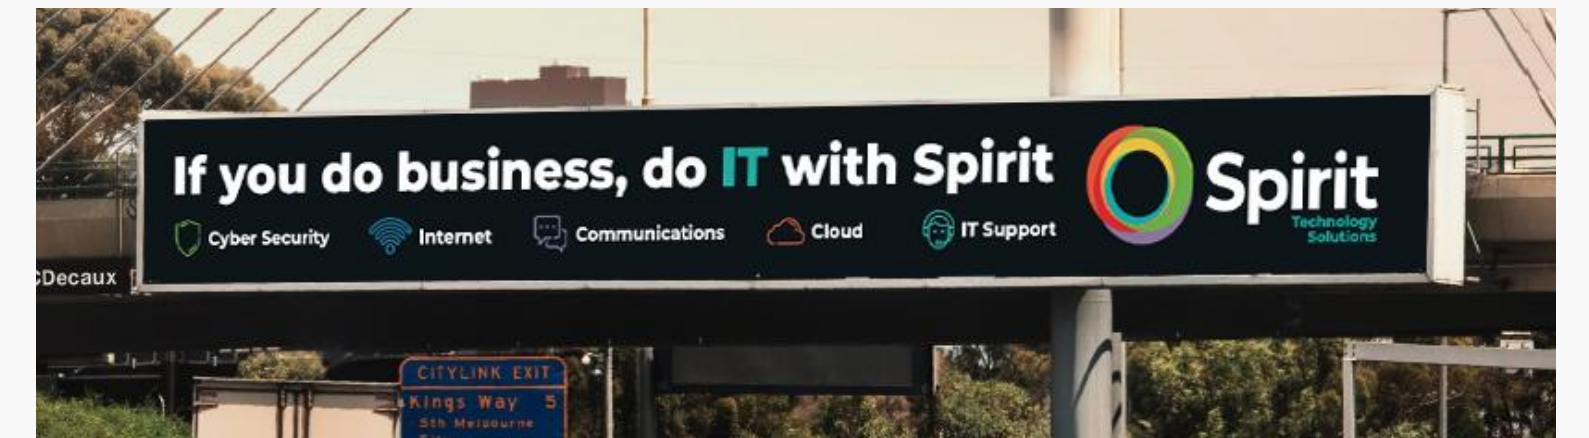 If you do business, do IT with Spirit
Cyber Security
Internet
Communications
Cloud
IT Support
Spirit
Technology
Solutions
CDecaux
CITYLINK EXIT
Kings Way 5
Sth Melbourne